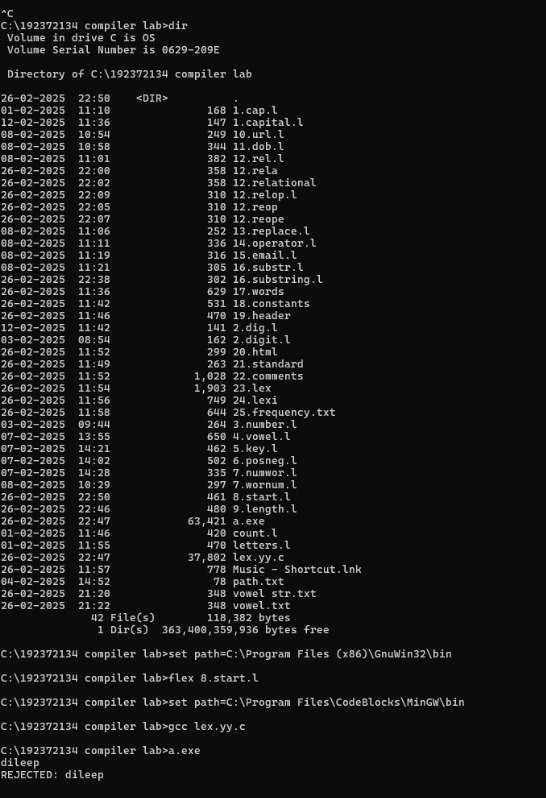 ^C
C:\192372134 compiler lab>dir
 Volume in drive C is OS
 Volume Serial Number is 0629-209E

 Directory of C:\192372134 compiler lab

26-02-2025  22:50    <DIR>          .
01-02-2025  11:10               168 1.cap.l
12-02-2025  11:36               147 1.capital.l
08-02-2025  10:54               249 10.url.l
08-02-2025  10:58               344 11.dob.l
08-02-2025  11:01               382 12.rel.l
26-02-2025  22:00               358 12.rela
26-02-2025  22:02               358 12.relational
26-02-2025  22:09               310 12.relop.l
26-02-2025  22:05               310 12.reop
26-02-2025  22:07               310 12.reope
08-02-2025  11:06               252 13.replace.l
08-02-2025  11:11               336 14.operator.l
08-02-2025  11:19               316 15.email.l
08-02-2025  11:21               305 16.substr.l
26-02-2025  22:38               302 16.substring.l
26-02-2025  11:36               629 17.words
26-02-2025  11:42               531 18.constants
26-02-2025  11:46               470 19.header
12-02-2025  11:42               141 2.dig.l
03-02-2025  08:54               162 2.digit.l
26-02-2025  11:52               299 20.html
26-02-2025  11:49               263 21.standard
26-02-2025  11:52             1,028 22.comments
26-02-2025  11:54             1,903 23.lex
26-02-2025  11:56               749 24.lexi
26-02-2025  11:58               644 25.frequency.txt
03-02-2025  09:44               264 3.number.l
07-02-2025  13:55               650 4.vowel.l
07-02-2025  14:21               462 5.key.l
07-02-2025  14:02               502 6.posneg.l
07-02-2025  14:28               335 7.numwor.l
08-02-2025  10:29               297 7.wornum.l
26-02-2025  22:50               461 8.start.l
26-02-2025  22:46               480 9.length.l
26-02-2025  22:47            63,421 a.exe
01-02-2025  11:46               420 count.l
01-02-2025  11:55               470 letters.l
26-02-2025  22:47            37,802 lex.yy.c
26-02-2025  11:57               778 Music - Shortcut.lnk
04-02-2025  14:52                78 path.txt
26-02-2025  21:20               348 vowel str.txt
26-02-2025  21:22               348 vowel.txt
              42 File(s)        118,382 bytes
               1 Dir(s)  363,400,359,936 bytes free

C:\192372134 compiler lab>set path=C:\Program Files (x86)\GnuWin32\bin

C:\192372134 compiler lab>flex 8.start.l

C:\192372134 compiler lab>set path=C:\Program Files\CodeBlocks\MinGW\bin

C:\192372134 compiler lab>gcc lex.yy.c

C:\192372134 compiler lab>a.exe
dileep
REJECTED: dileep